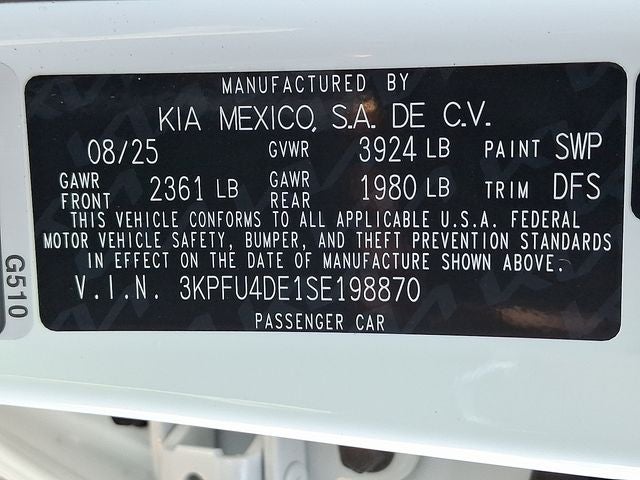 MANUFACTURED BY
KIA MEXICO, S.A. DE C.V.
08/25 GVWR 3924 LB PAINT SWP
GAWR FRONT 2361 LB GAWR REAR 1980 LB TRIM DFS
THIS VEHICLE CONFORMS TO ALL APPLICABLE U.S.A. FEDERAL
MOTOR VEHICLE SAFETY, BUMPER, AND THEFT PREVENTION STANDARDS
IN EFFECT ON THE DATE OF MANUFACTURE SHOWN ABOVE.
V.I.N. 3KPFU4DE1SE198870
PASSENGER CAR
G510